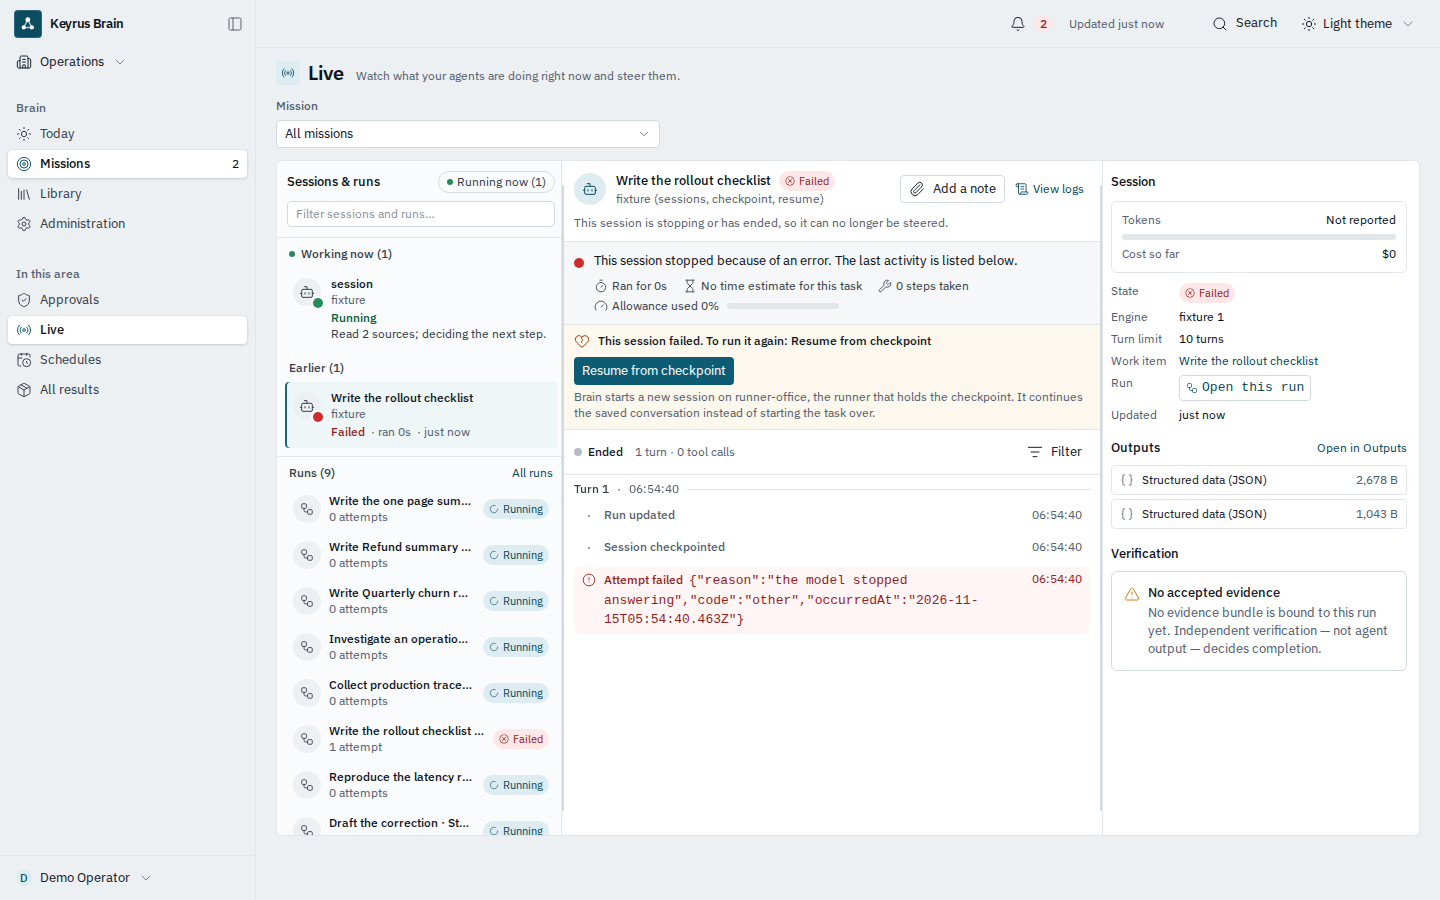 Keyrus Brain
Operations
Brain
Today
Missions 2
Library
Administration
In this area
Approvals
Live
Schedules
All results
D Demo Operator
2 Updated just now Search Light theme
Live Watch what your agents are doing right now and steer them.
Mission
All missions
Sessions & runs Running now (1)
Filter sessions and runs...
Working now (1)
session
fixture
Running
Read 2 sources; deciding the next step.
Earlier (1)
Write the rollout checklist
fixture
Failed · ran 0s · just now
Runs (9) All runs
Write the one page sum... Running
0 attempts
Write Refund summary ... Running
0 attempts
Write Quarterly churn r... Running
0 attempts
Investigate an operatio... Running
0 attempts
Collect production trace... Running
0 attempts
Write the rollout checklist ... Failed
1 attempt
Reproduce the latency r... Running
0 attempts
Draft the correction · St... Running
Write the rollout checklist Failed
fixture (sessions, checkpoint, resume)
Add a note View logs
This session is stopping or has ended, so it can no longer be steered.
This session stopped because of an error. The last activity is listed below.
Ran for 0s No time estimate for this task 0 steps taken
Allowance used 0%
This session failed. To run it again: Resume from checkpoint
Resume from checkpoint
Brain starts a new session on runner-office, the runner that holds the checkpoint. It continues
the saved conversation instead of starting the task over.
Ended 1 turn · 0 tool calls Filter
Turn 1 · 06:54:40
· Run updated 06:54:40
· Session checkpointed 06:54:40
Attempt failed {"reason":"the model stopped 06:54:40
answering","code":"other","occurredAt":"2026-11-
15T05:54:40.463Z"}
Session
Tokens Not reported
Cost so far $0
State Failed
Engine fixture 1
Turn limit 10 turns
Work item Write the rollout checklist
Run Open this run
Updated just now
Outputs Open in Outputs
Structured data (JSON) 2,678 B
Structured data (JSON) 1,043 B
Verification
No accepted evidence
No evidence bundle is bound to this run
yet. Independent verification — not agent
output — decides completion.